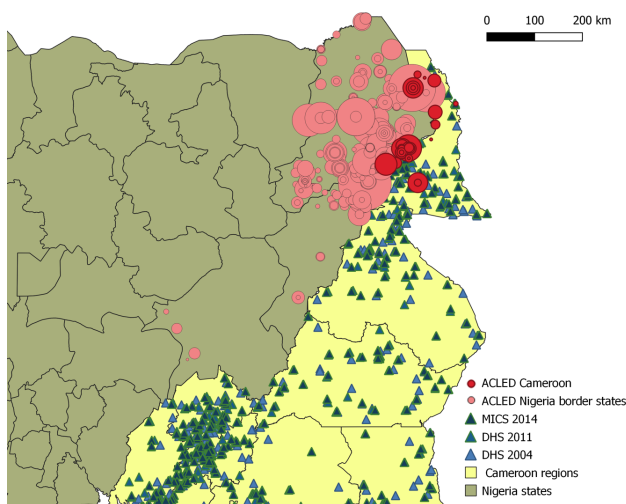 0 100 200 km
ACLED Cameroon
ACLED Nigeria border states
MICS 2014
DHS 2011
DHS 2004
Cameroon regions
Nigeria states